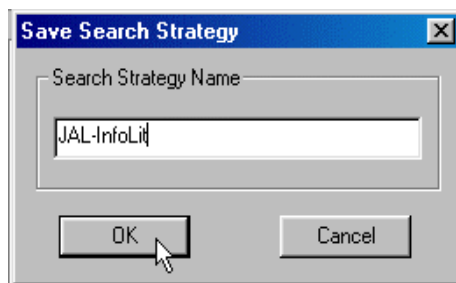 Save Search Strategy
Search Strategy Name
JAL-InfoLit
OK
Cancel